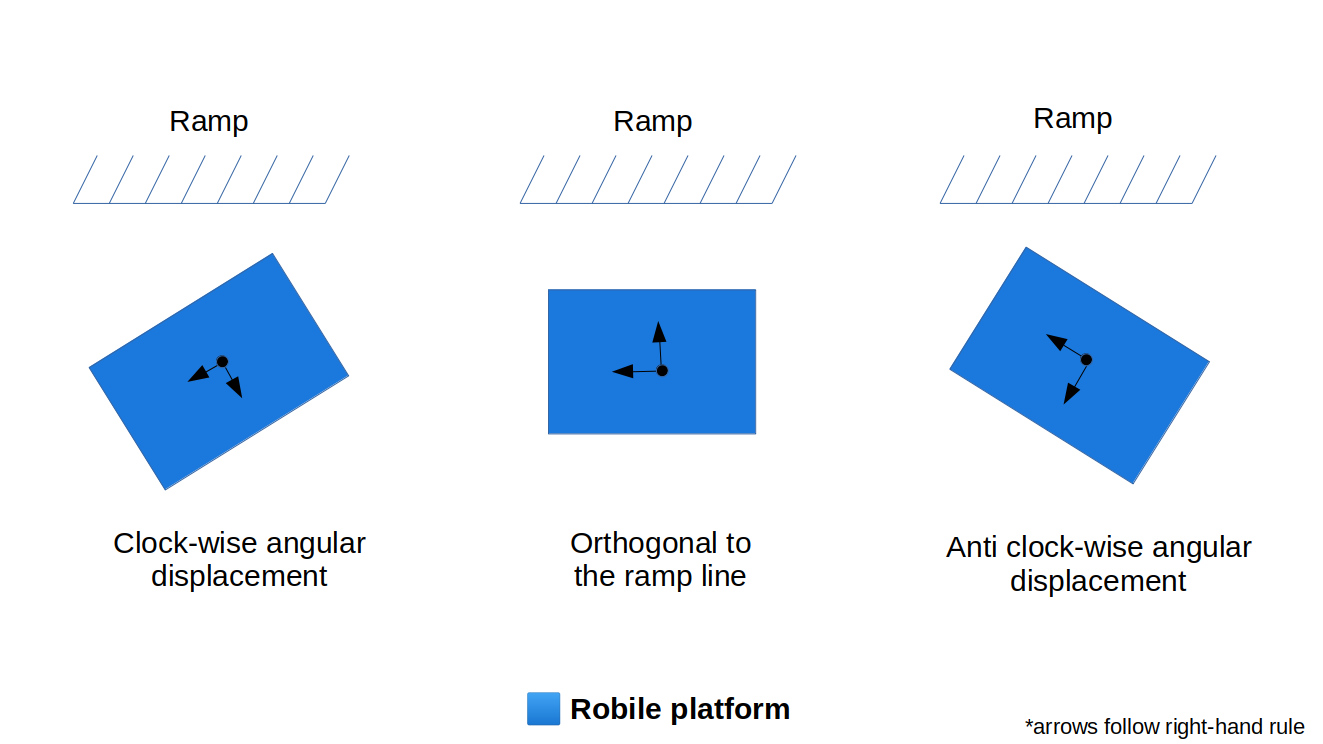 Ramp
Ramp
Ramp
Clock-wise angular
displacement
Orthogonal to
the ramp line
Anti clock-wise angular
displacement
Robile platform
*arrows follow right-hand rule